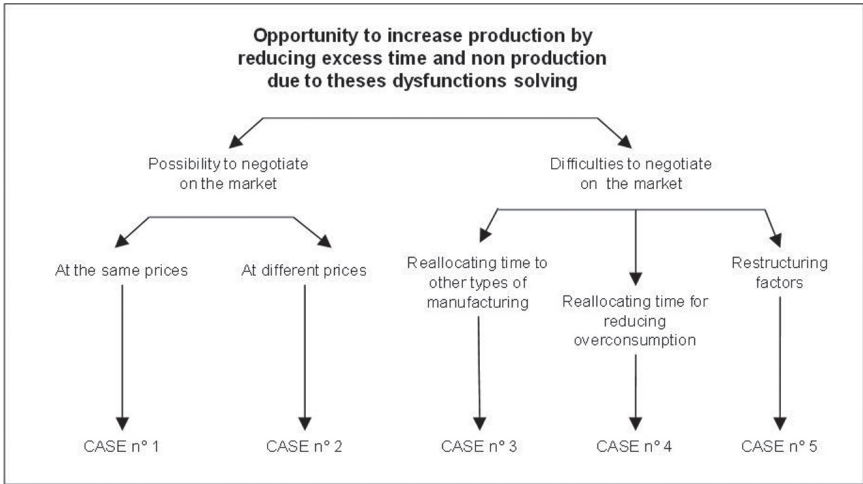 Opportunity to increase production by
reducing excess time and non production
due to theses dysfunctions solving
Possibility to negotiate
on the market
Difficulties to negotiate
on the market
At the same prices
At different prices
Reallocating time to
other types of
manufacturing
Reallocating time for
reducing
overconsumption
Restructuring
factors
CASE n° 1
CASE n° 2
CASE n° 3
CASE n° 4
CASE n° 5